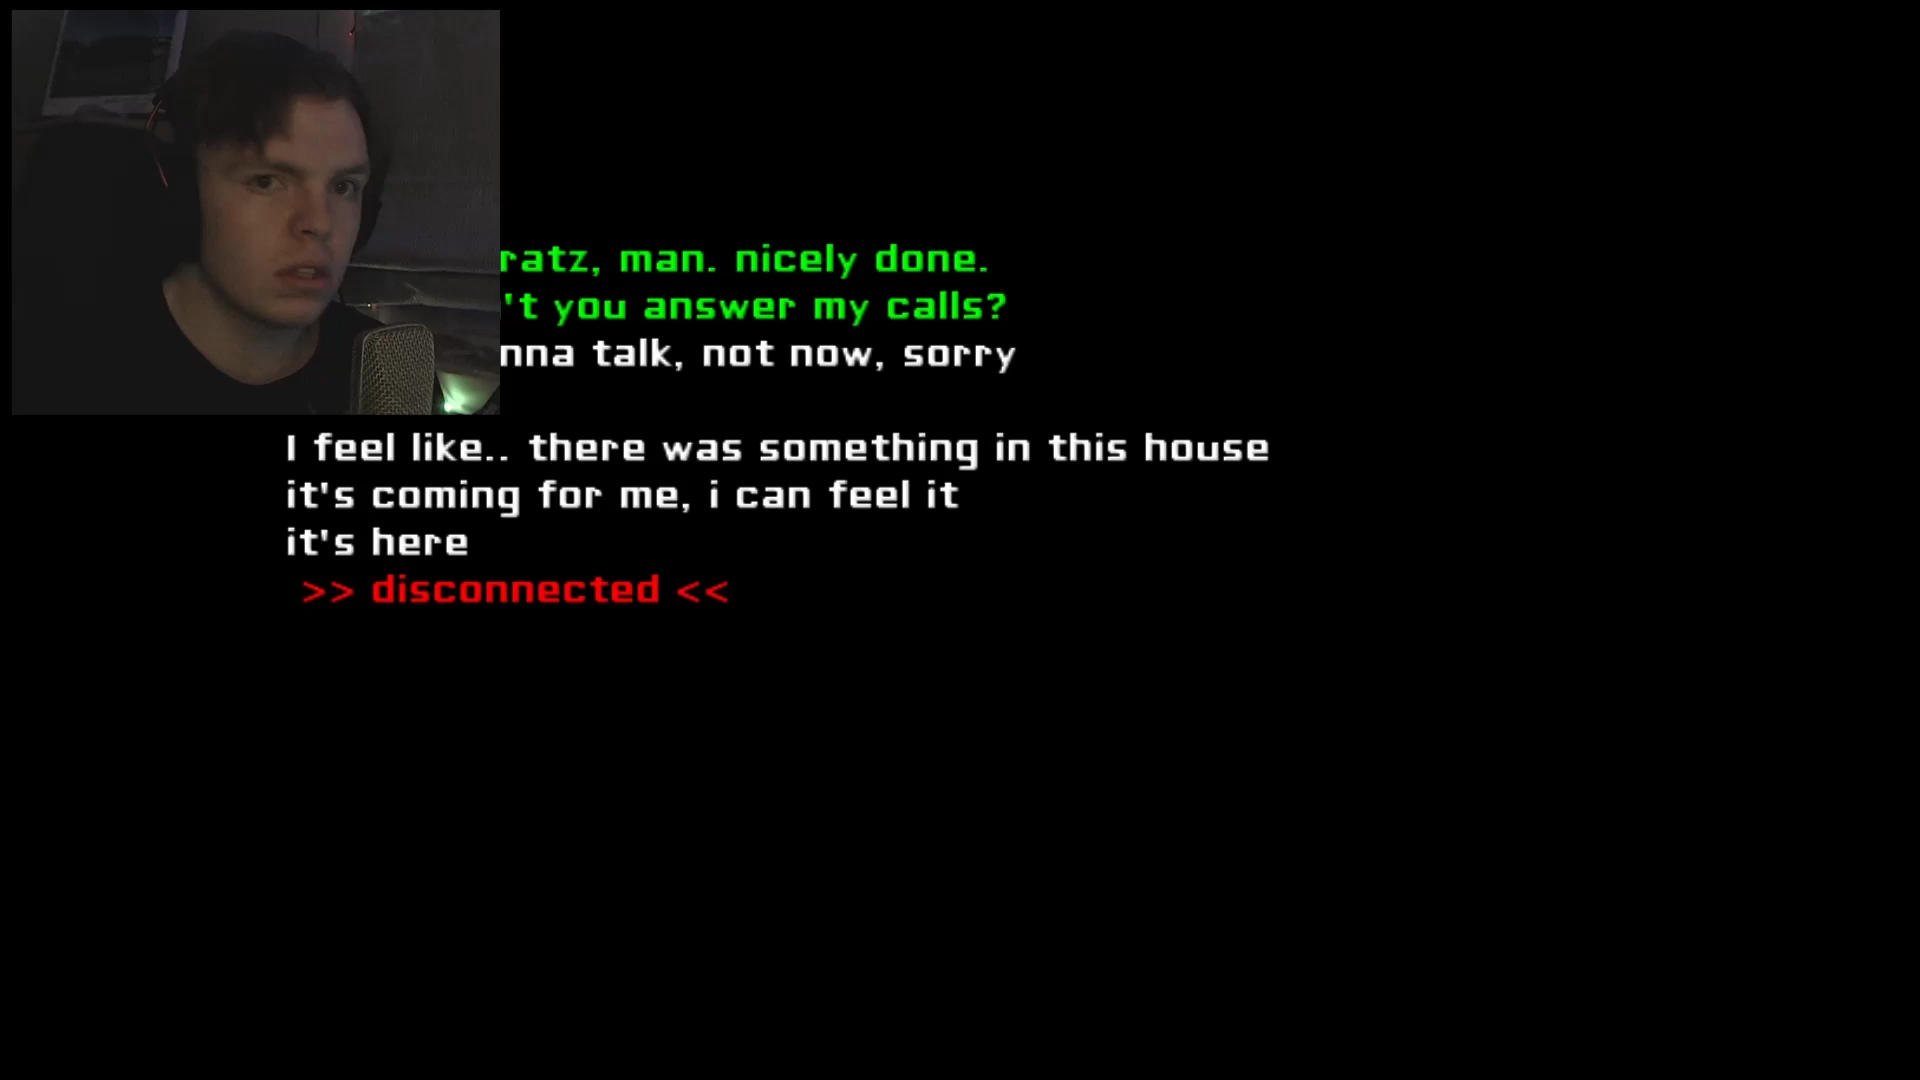 ratz, man. nicely done.
't you answer my calls?
nna talk, not now, sorry
I feel like.. there was something in this house
it's coming for me, i can feel it
it's here
>> disconnected <<